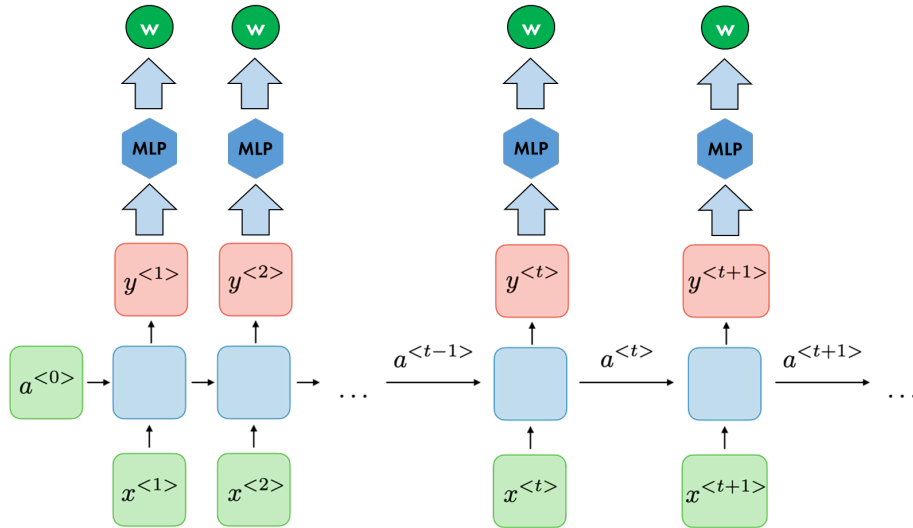 w w w w
MLP MLP MLP MLP
y<1> y<2> y<t> y<t+1>
a<0> ... a<t−1> a<t> a<t+1> ...
x<1> x<2> x<t> x<t+1>